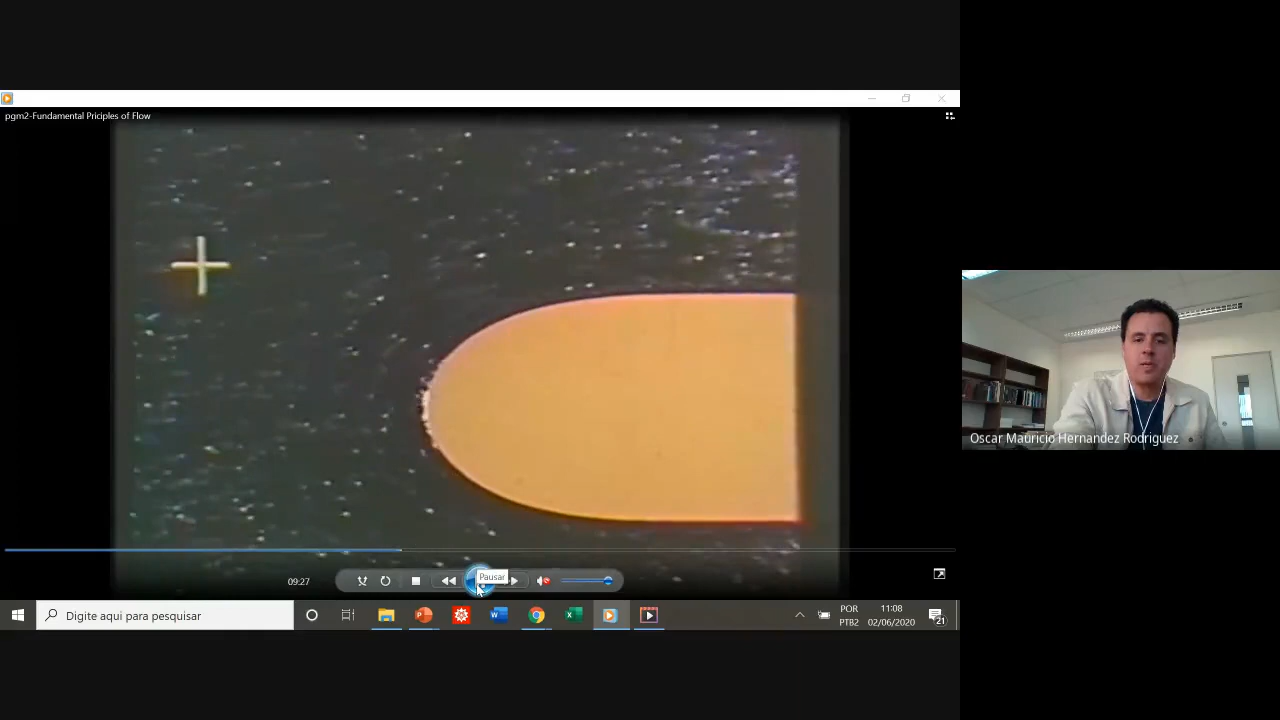 pgm2-Fundamental Priciples of Flow
Oscar Mauricio Hernandez Rodriguez
09:27
Pausar
Digite aqui para pesquisar
POR
PTB2
11:08
02/06/2020
21